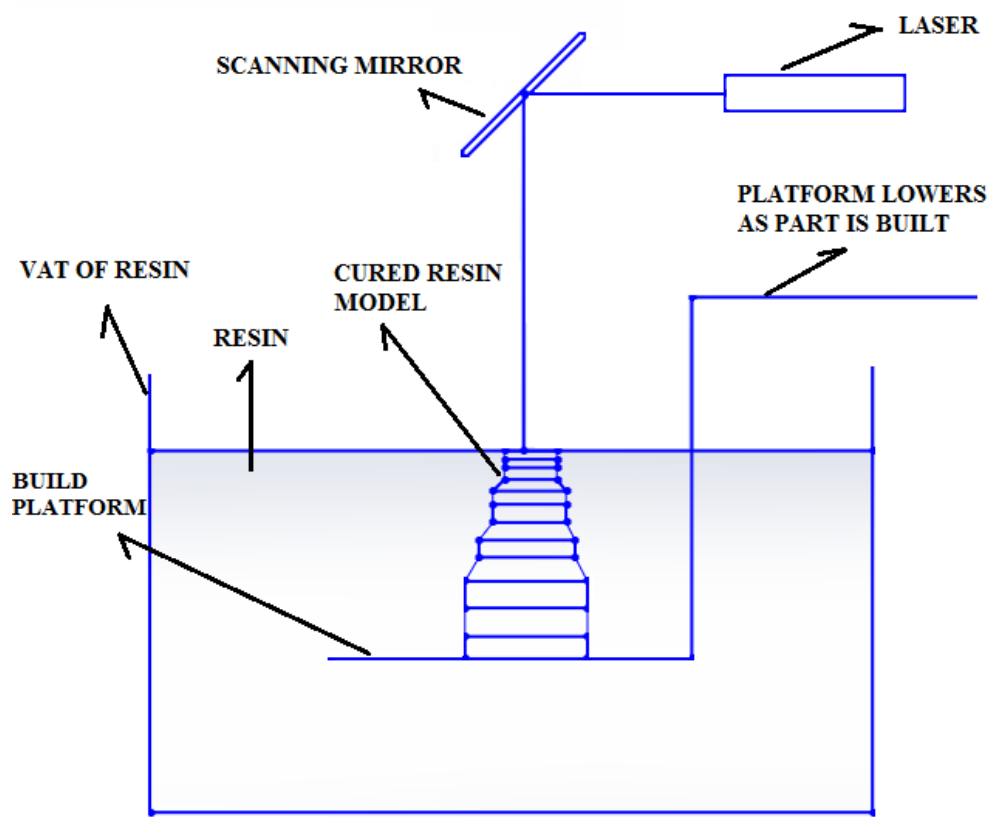 LASER
SCANNING MIRROR
PLATFORM LOWERS
AS PART IS BUILT
VAT OF RESIN
CURED RESIN
MODEL
RESIN
BUILD
PLATFORM